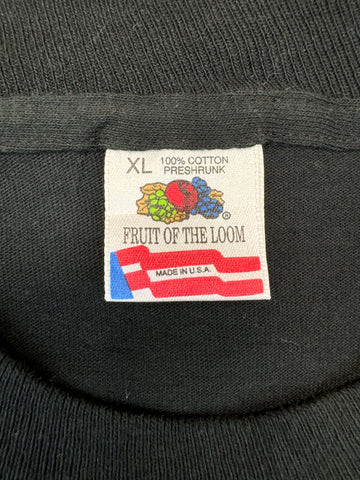 XL 100% COTTON
PRESHRUNK
®
FRUIT OF THE LOOM
MADE IN U.S.A.